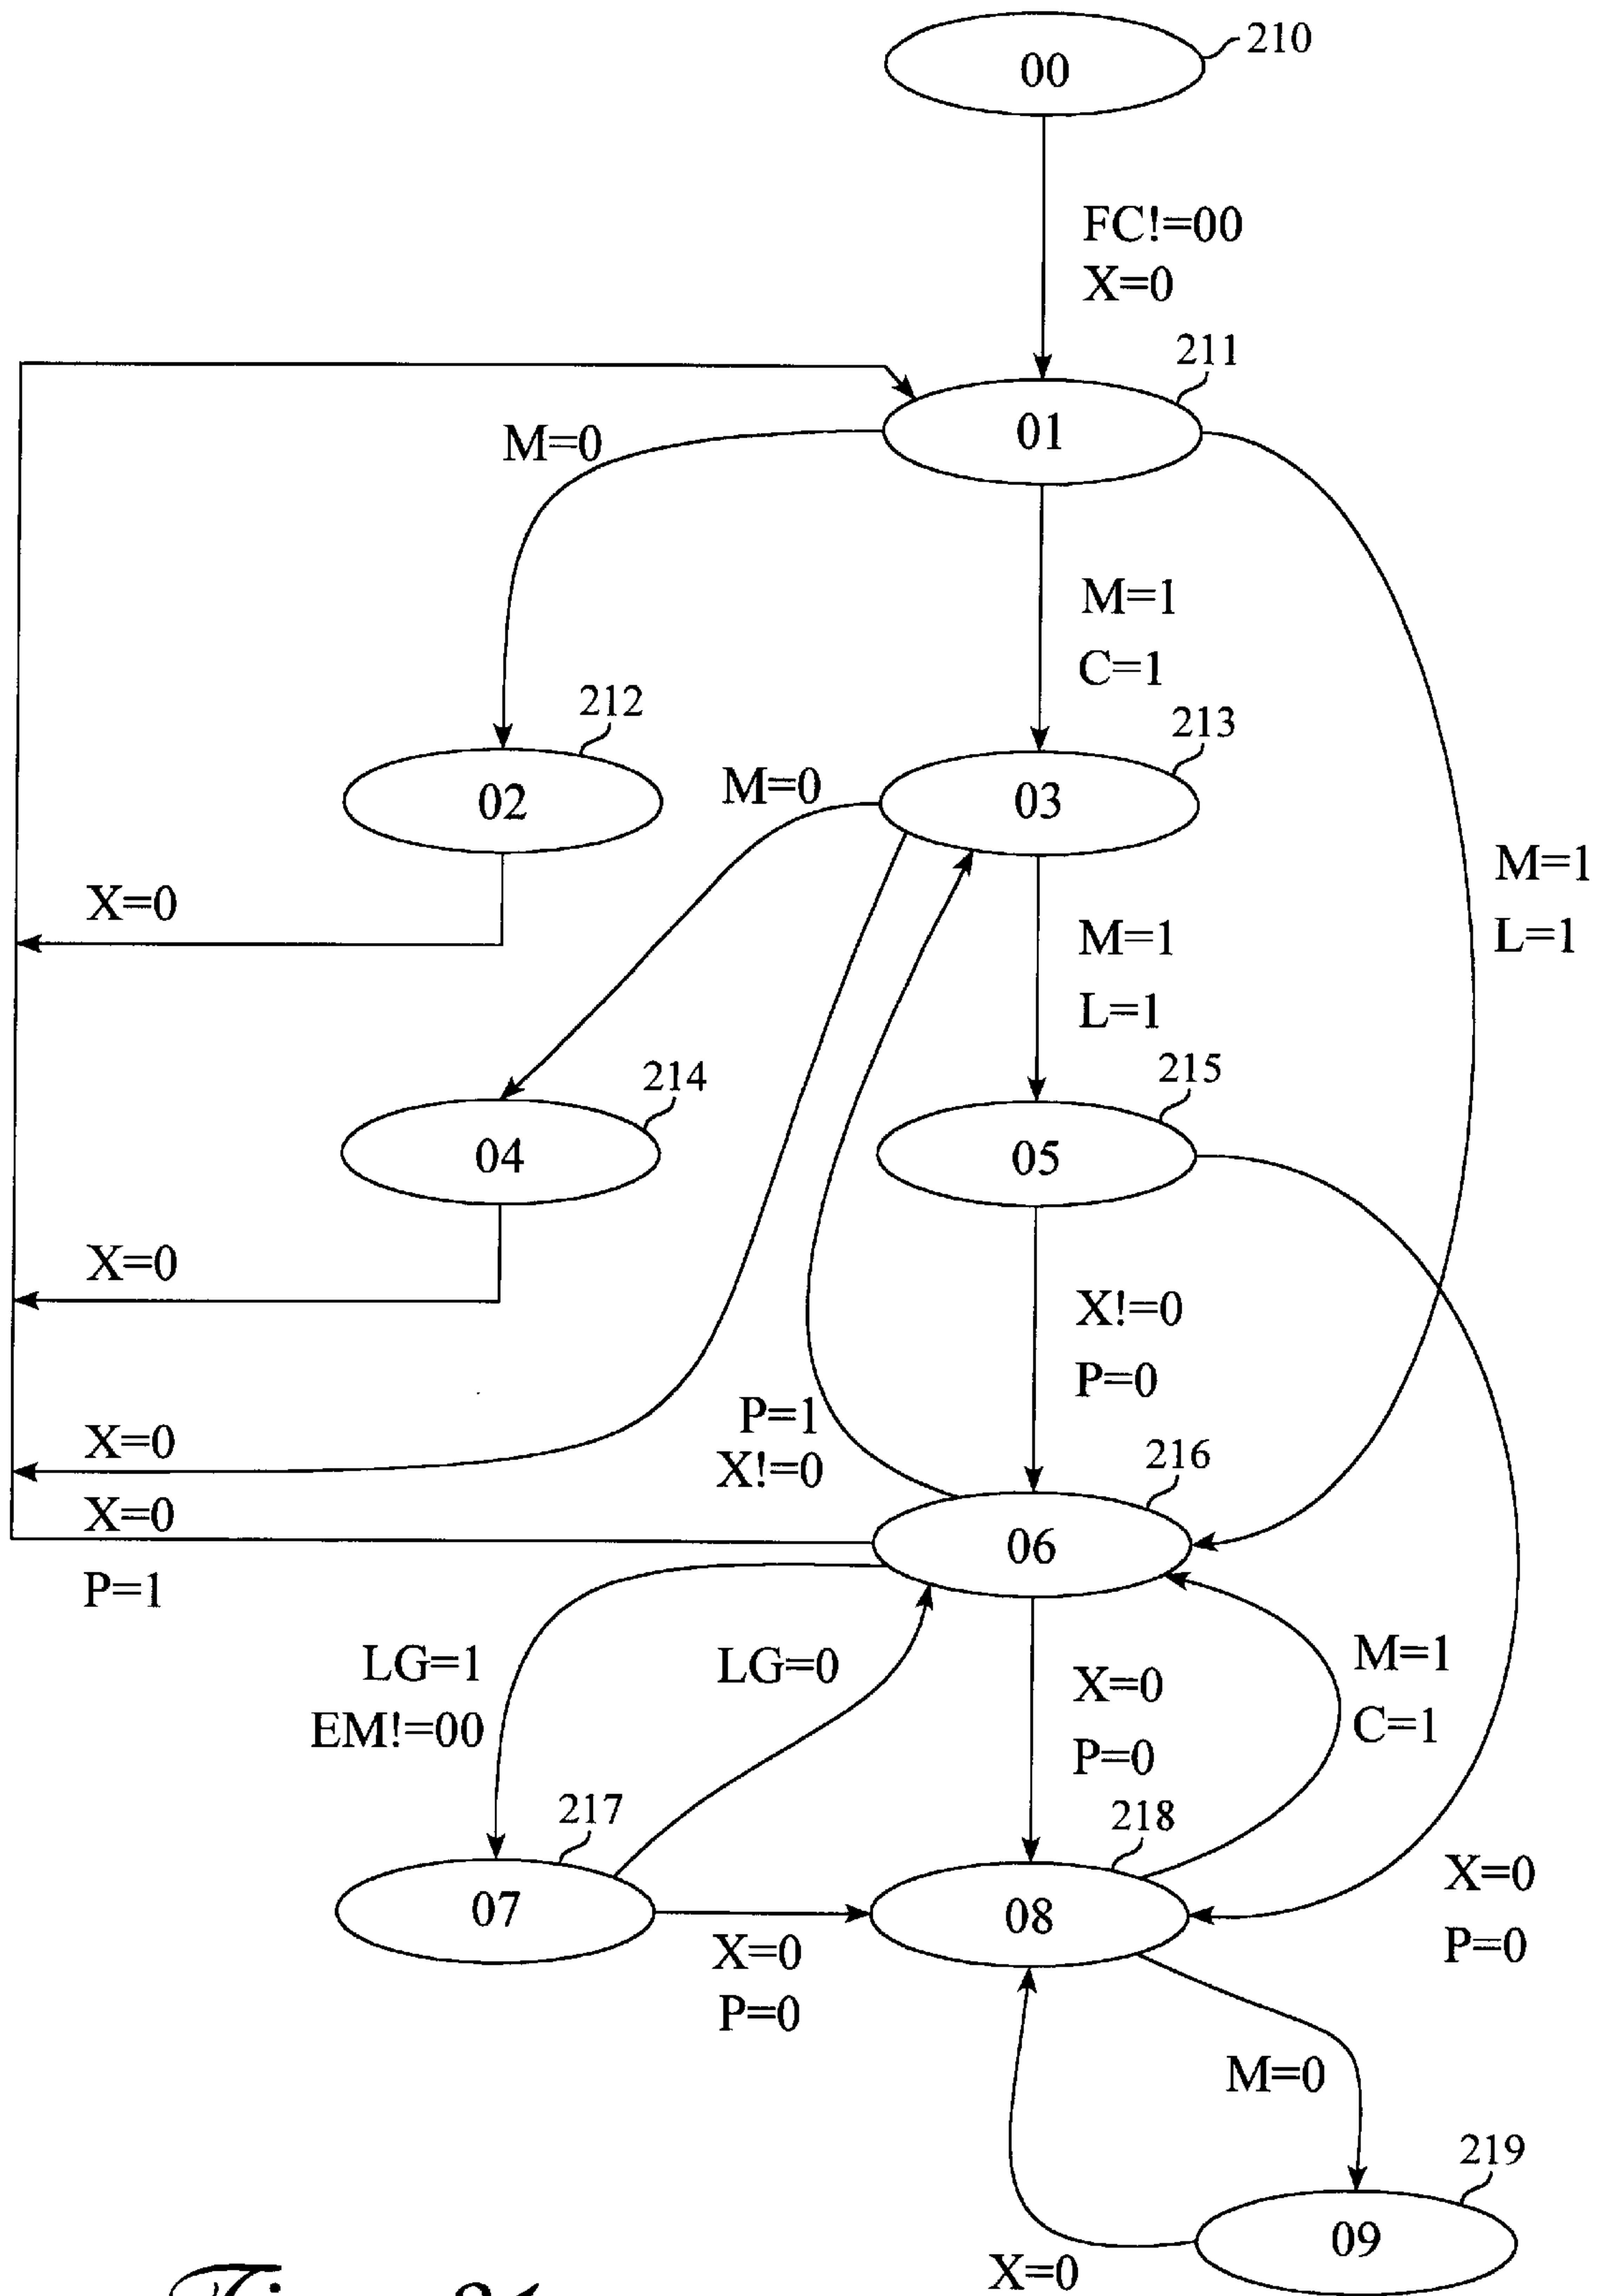 210
00
FC!=00
X=0
211
01
M=0
M=1
C=1
212
213
02
M=0
03
M=1
L=1
X=0
M=1
L=1
214
215
04
05
X=0
X!=0
P=0
P=1
X!=0
X=0
X=0
216
06
P=1
LG=1
EM!=00
LG=0
X=0
P=0
M=1
C=1
217
218
07
08
X=0
P=0
X=0
P=0
M=0
219
09
X=0